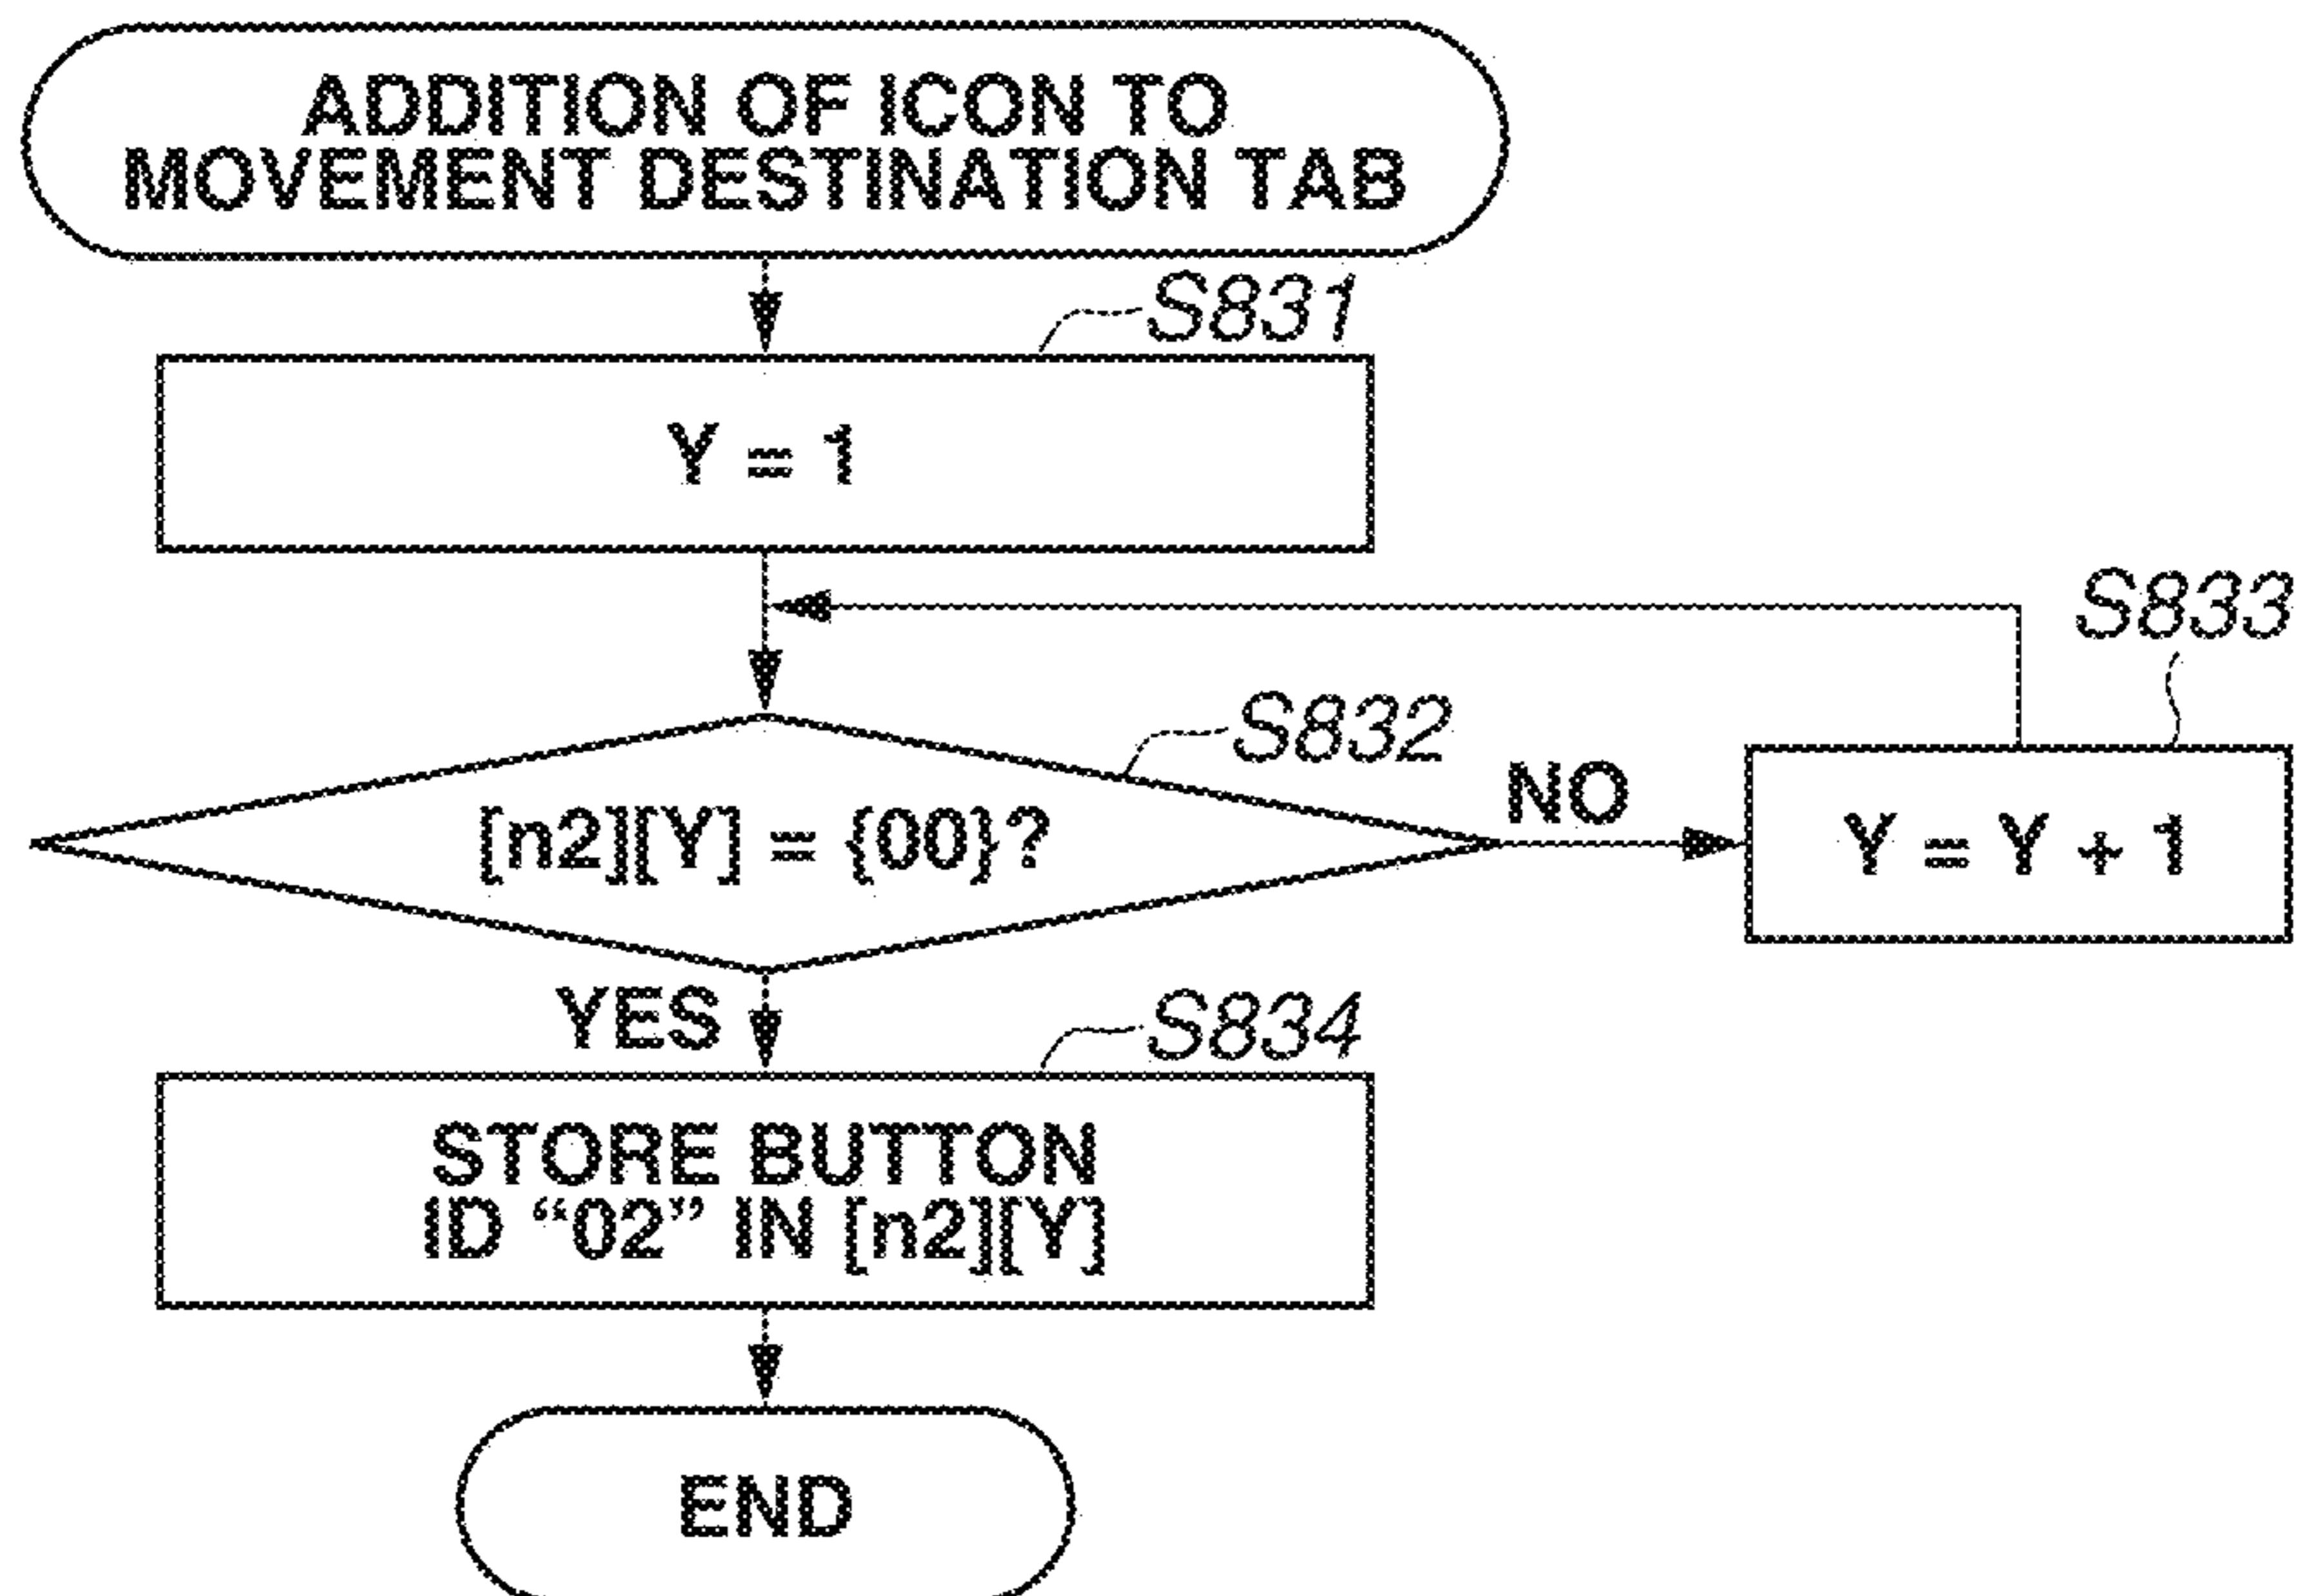 ADDITION OF ICON TO
MOVEMENT DESTINATION TAB
S831
Y = 1
S833
S832
[n2][Y] = {00}?
NO
Y = Y + 1
YES
S834
STORE BUTTON
ID “02” IN [n2][Y]
END